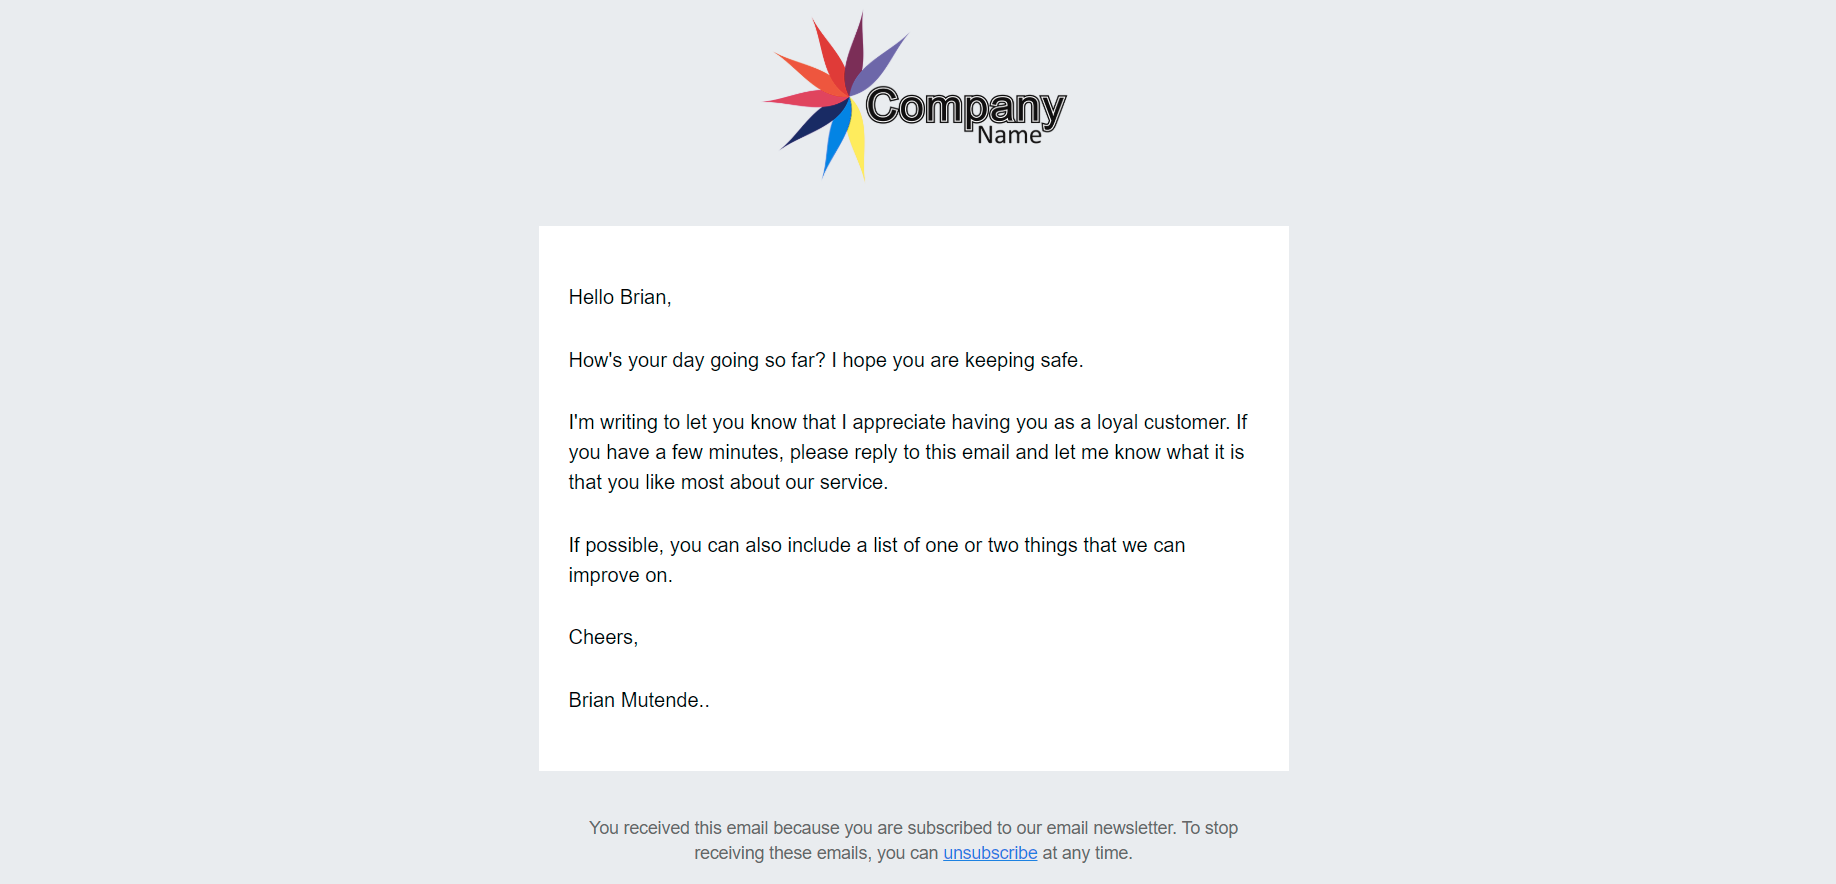 Company
Name
Hello Brian,
How's your day going so far? I hope you are keeping safe.
I'm writing to let you know that I appreciate having you as a loyal customer. If
you have a few minutes, please reply to this email and let me know what it is
that you like most about our service.
If possible, you can also include a list of one or two things that we can
improve on.
Cheers,
Brian Mutende..
You received this email because you are subscribed to our email newsletter. To stop
receiving these emails, you can unsubscribe at any time.